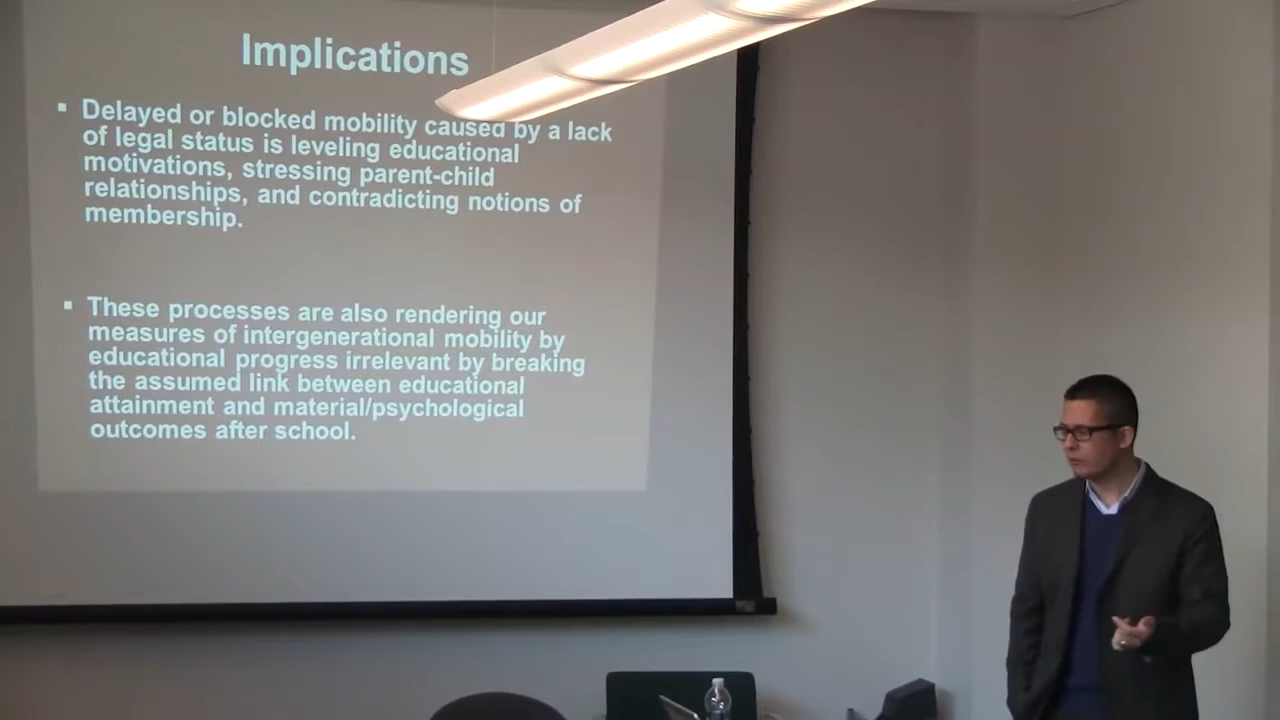 Implications
▪ Delayed or blocked mobility caused by a lack
of legal status is leveling educational
motivations, stressing parent-child
relationships, and contradicting notions of
membership.
▪ These processes are also rendering our
measures of intergenerational mobility by
educational progress irrelevant by breaking
the assumed link between educational
attainment and material/psychological
outcomes after school.